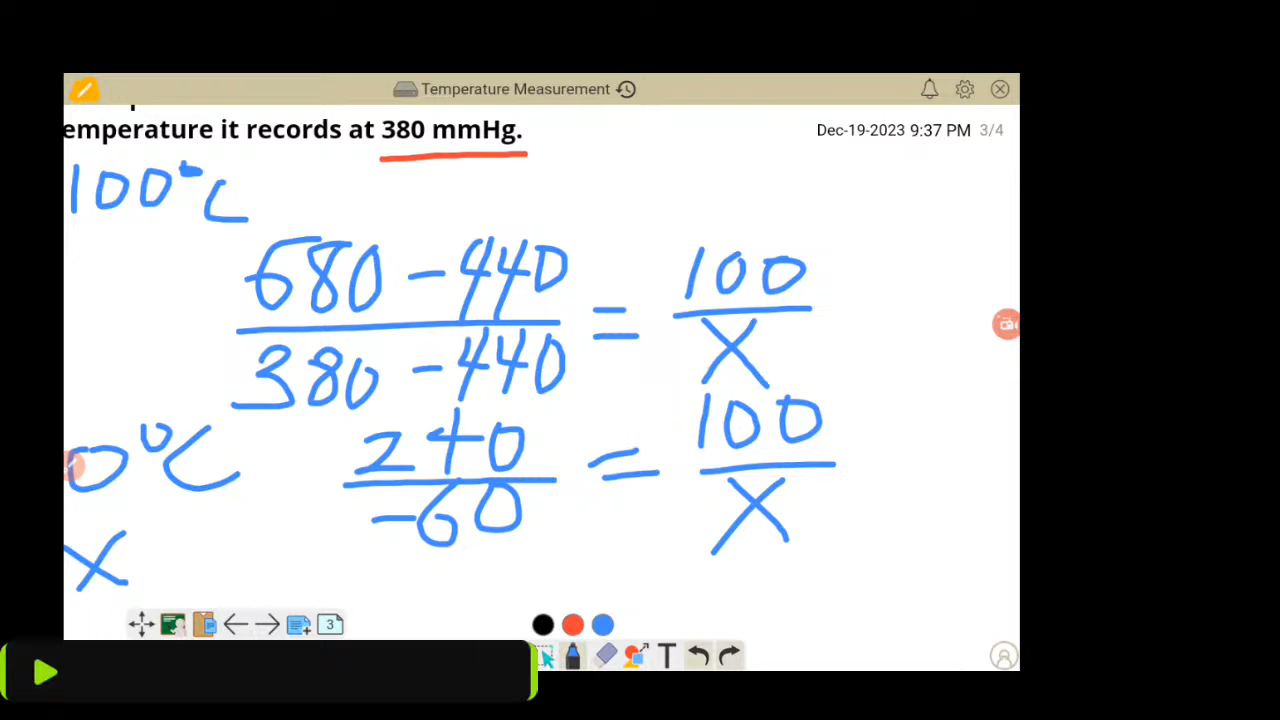 Temperature Measurement
emperature it records at 380 mmHg.
Dec-19-2023 9:37 PM 3/4
100°C
680 - 440 = 100
380 - 440 X
0°C
240 = 100
-60 X
X
3
T